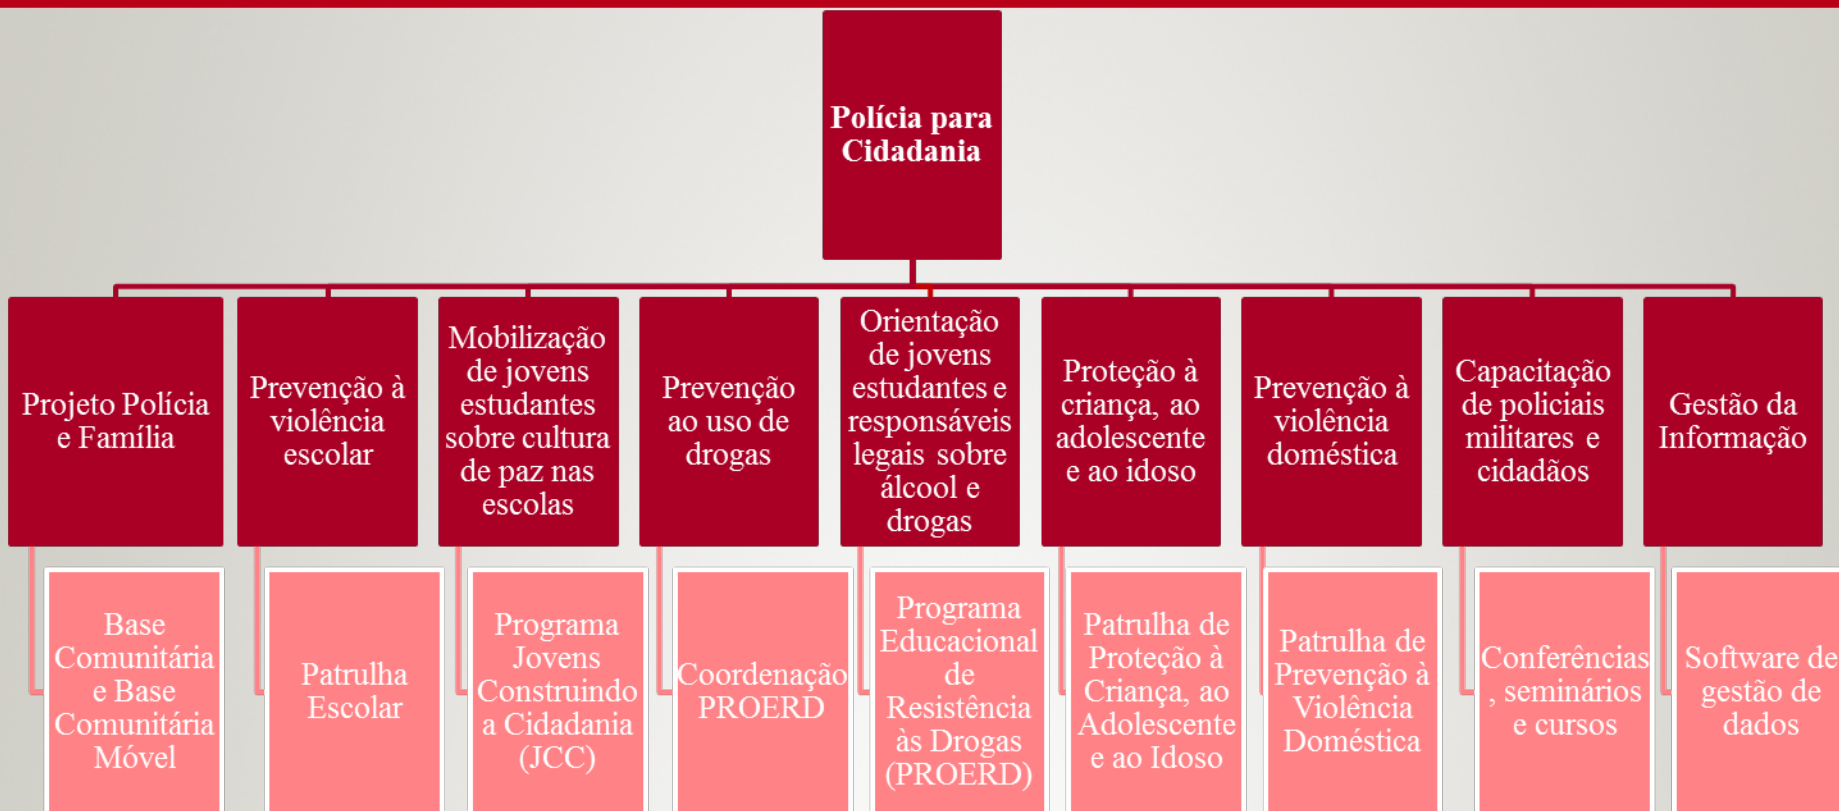 Polícia para
Cidadania
Projeto Polícia
e Família
Prevenção à
violência
escolar
Mobilização
de jovens
estudantes
sobre cultura
de paz nas
escolas
Prevenção
ao uso de
drogas
Orientação
de jovens
estudantes e
responsáveis
legais sobre
álcool e
drogas
Proteção à
criança, ao
adolescente
e ao idoso
Prevenção à
violência
doméstica
Capacitação
de policiais
militares e
cidadãos
Gestão da
Informação
Base
Comunitária
e Base
Comunitária
Móvel
Patrulha
Escolar
Programa
Jovens
Construindo
a Cidadania
(JCC)
Coordenação
PROERD
Programa
Educacional
de
Resistência
às Drogas
(PROERD)
Patrulha de
Proteção à
Criança, ao
Adolescente
e ao Idoso
Patrulha de
Prevenção à
Violência
Doméstica
Conferências
, seminários
e cursos
Software de
gestão de
dados